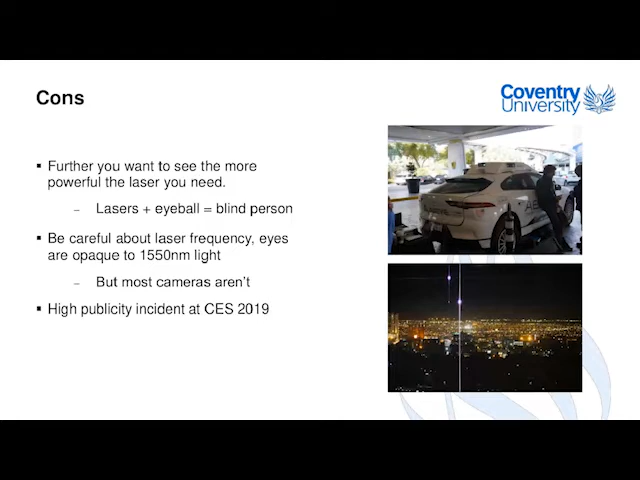 Cons
Coventry
University
▪ Further you want to see the more
powerful the laser you need.
– Lasers + eyeball = blind person
▪ Be careful about laser frequency, eyes
are opaque to 1550nm light
– But most cameras aren't
▪ High publicity incident at CES 2019